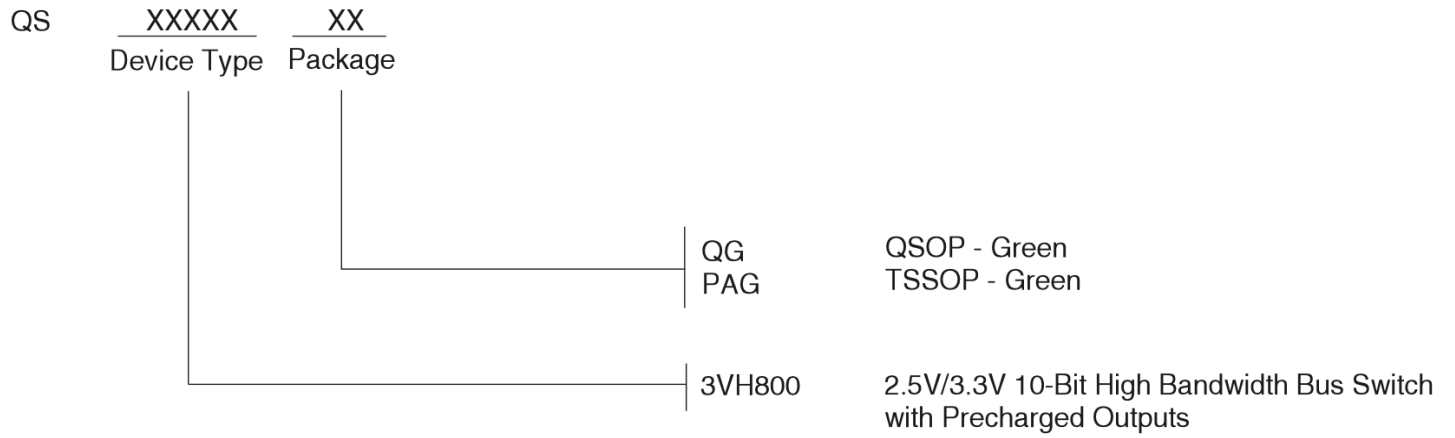 QS XXXXX XX
Device Type Package
QG QSOP - Green
PAG TSSOP - Green
3VH800 2.5V/3.3V 10-Bit High Bandwidth Bus Switch
with Precharged Outputs